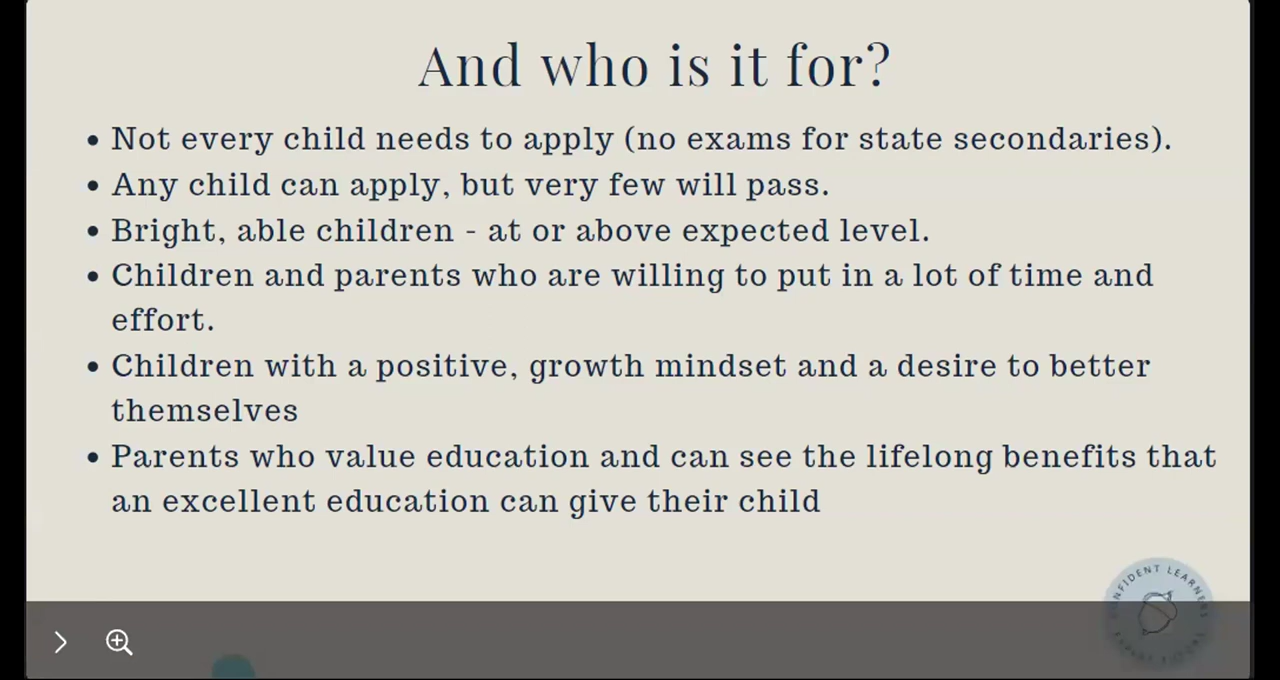 And who is it for?
• Not every child needs to apply (no exams for state secondaries).
• Any child can apply, but very few will pass.
• Bright, able children - at or above expected level.
• Children and parents who are willing to put in a lot of time and
effort.
• Children with a positive, growth mindset and a desire to better
themselves
• Parents who value education and can see the lifelong benefits that
an excellent education can give their child